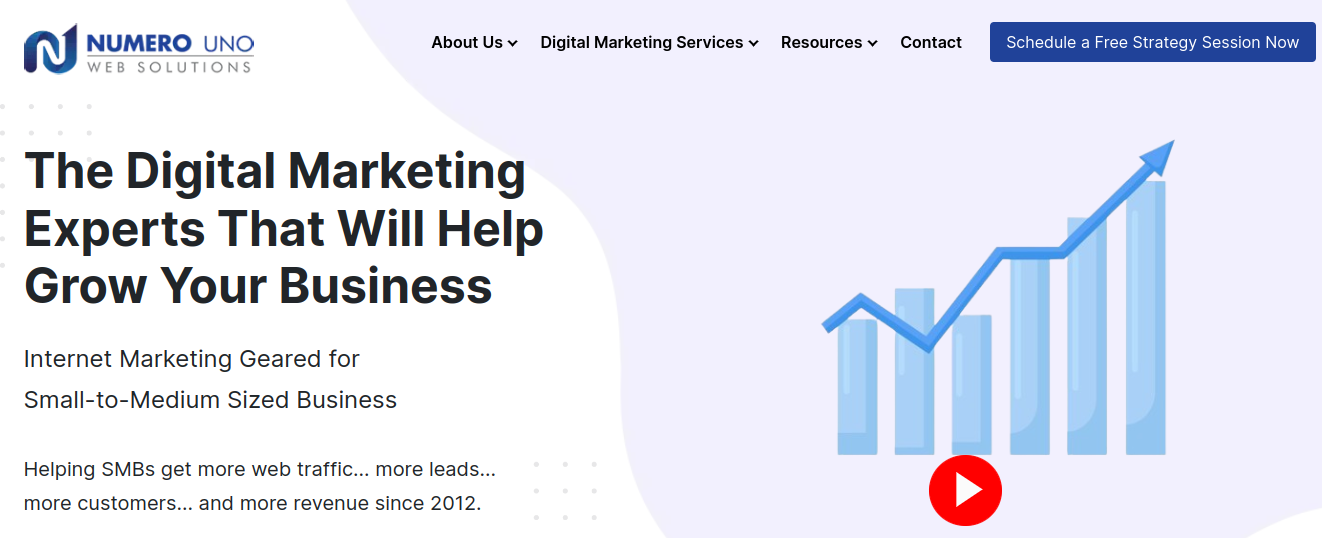 NUMERO UNO
WEB SOLUTIONS
About Us
Digital Marketing Services
Resources
Contact
Schedule a Free Strategy Session Now
The Digital Marketing
Experts That Will Help
Grow Your Business
Internet Marketing Geared for
Small-to-Medium Sized Business
Helping SMBs get more web traffic... more leads...
more customers... and more revenue since 2012.